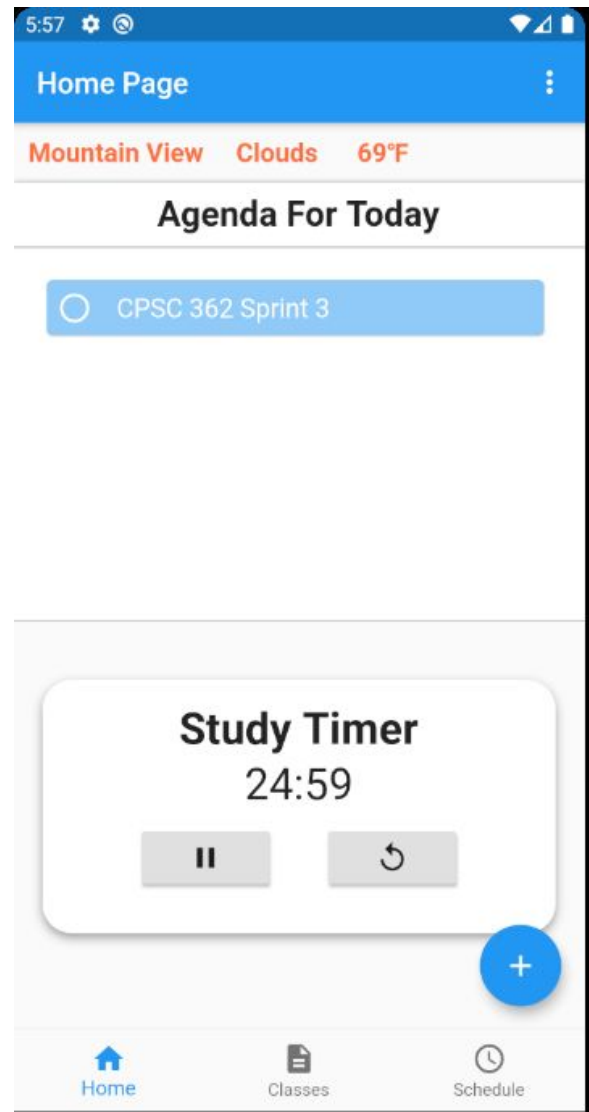 5:57
Home Page
Mountain View Clouds 69°F
Agenda For Today
CPSC 362 Sprint 3
Study Timer
24:59
Home Classes Schedule